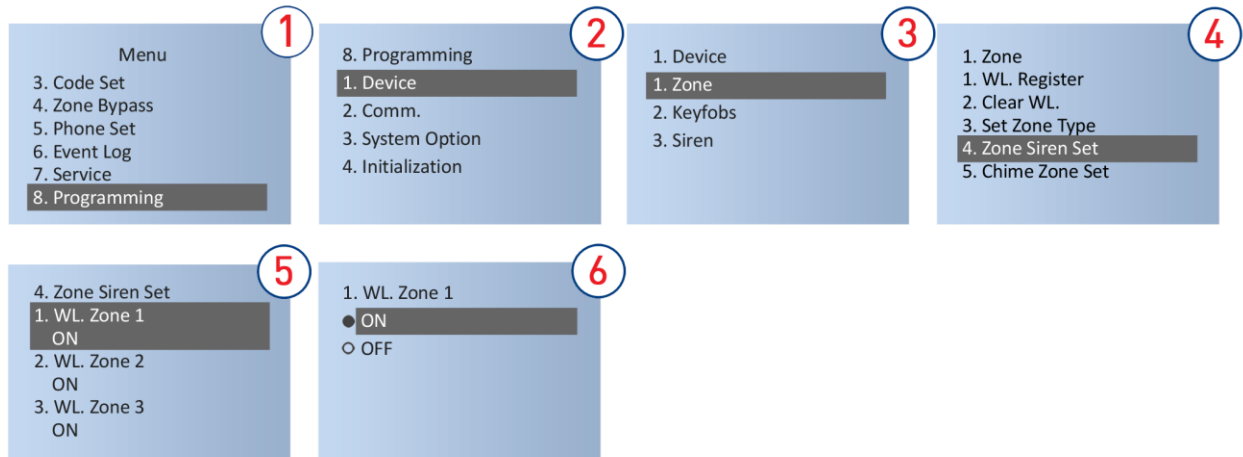 1
Menu
3. Code Set
4. Zone Bypass
5. Phone Set
6. Event Log
7. Service
8. Programming
2
8. Programming
1. Device
2. Comm.
3. System Option
4. Initialization
3
1. Device
1. Zone
2. Keyfobs
3. Siren
4
1. Zone
1. WL. Register
2. Clear WL.
3. Set Zone Type
4. Zone Siren Set
5. Chime Zone Set
5
4. Zone Siren Set
1. WL. Zone 1
ON
2. WL. Zone 2
ON
3. WL. Zone 3
ON
6
1. WL. Zone 1
ON
OFF